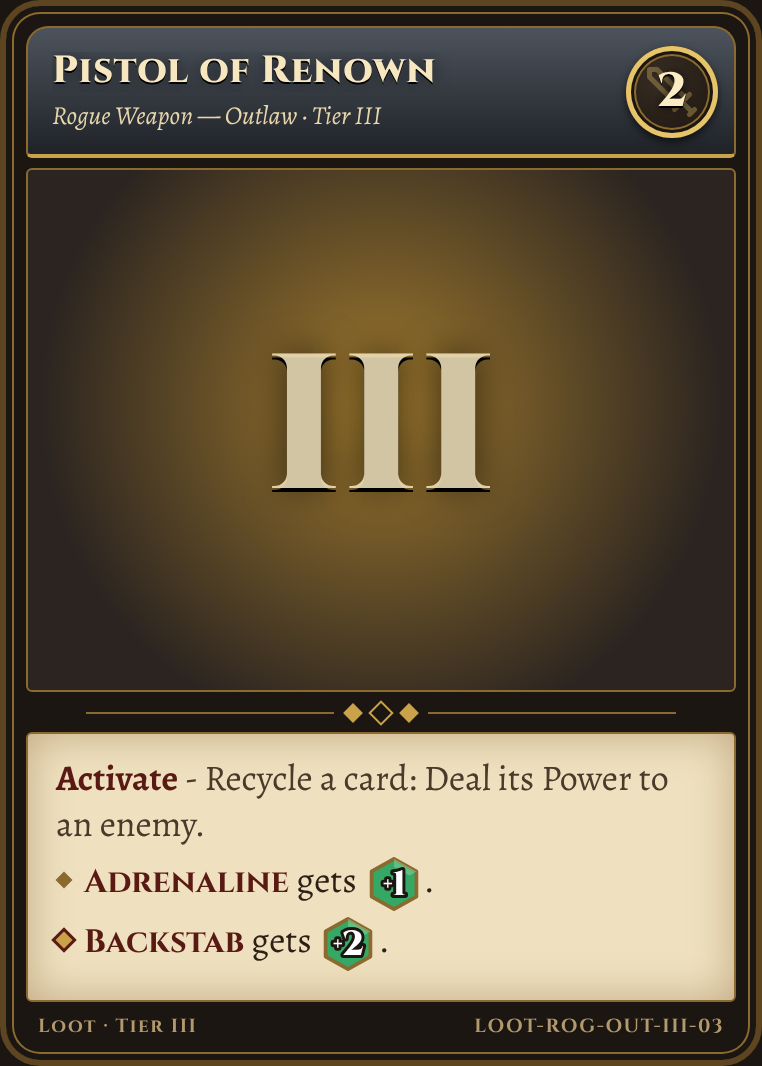 Pistol of Renown
Rogue Weapon — Outlaw · Tier III
2
III
Activate - Recycle a card: Deal its Power to
an enemy.
Adrenaline gets +1 .
Backstab gets +2 .
Loot · Tier III
LOOT-ROG-OUT-III-03